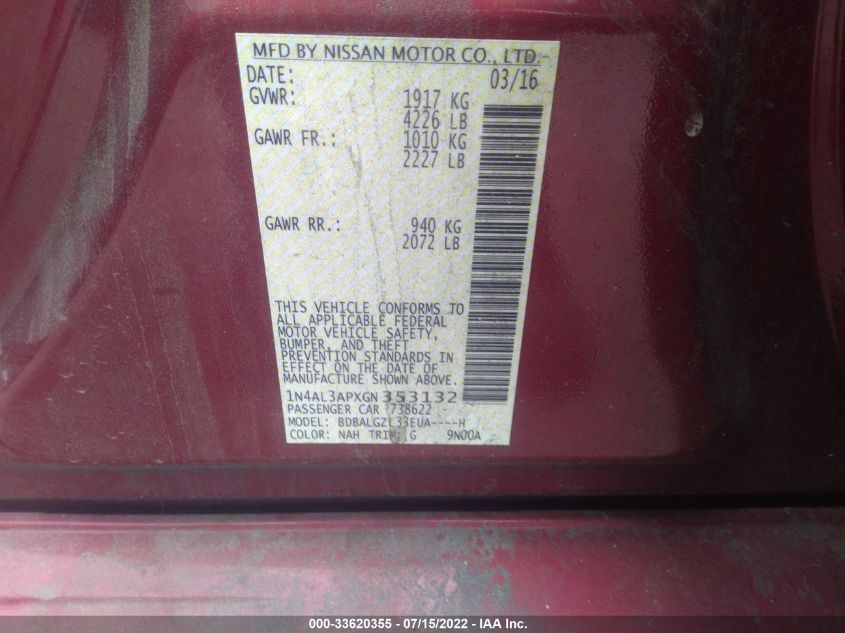 MFD BY NISSAN MOTOR CO., LTD.
DATE: 03/16
GVWR: 1917 KG
4226 LB
GAWR FR.: 1010 KG
2227 LB
GAWR RR.: 940 KG
2072 LB
THIS VEHICLE CONFORMS TO
ALL APPLICABLE FEDERAL
MOTOR VEHICLE SAFETY,
BUMPER, AND THEFT
PREVENTION STANDARDS IN
EFFECT ON THE DATE OF
MANUFACTURE SHOWN ABOVE.
1N4AL3APXGN353132
PASSENGER CAR 738622
MODEL: BDBALGZL33EUA----H
COLOR: NAH TRIM: G 9N00A
000-33620355 - 07/15/2022 - IAA Inc.